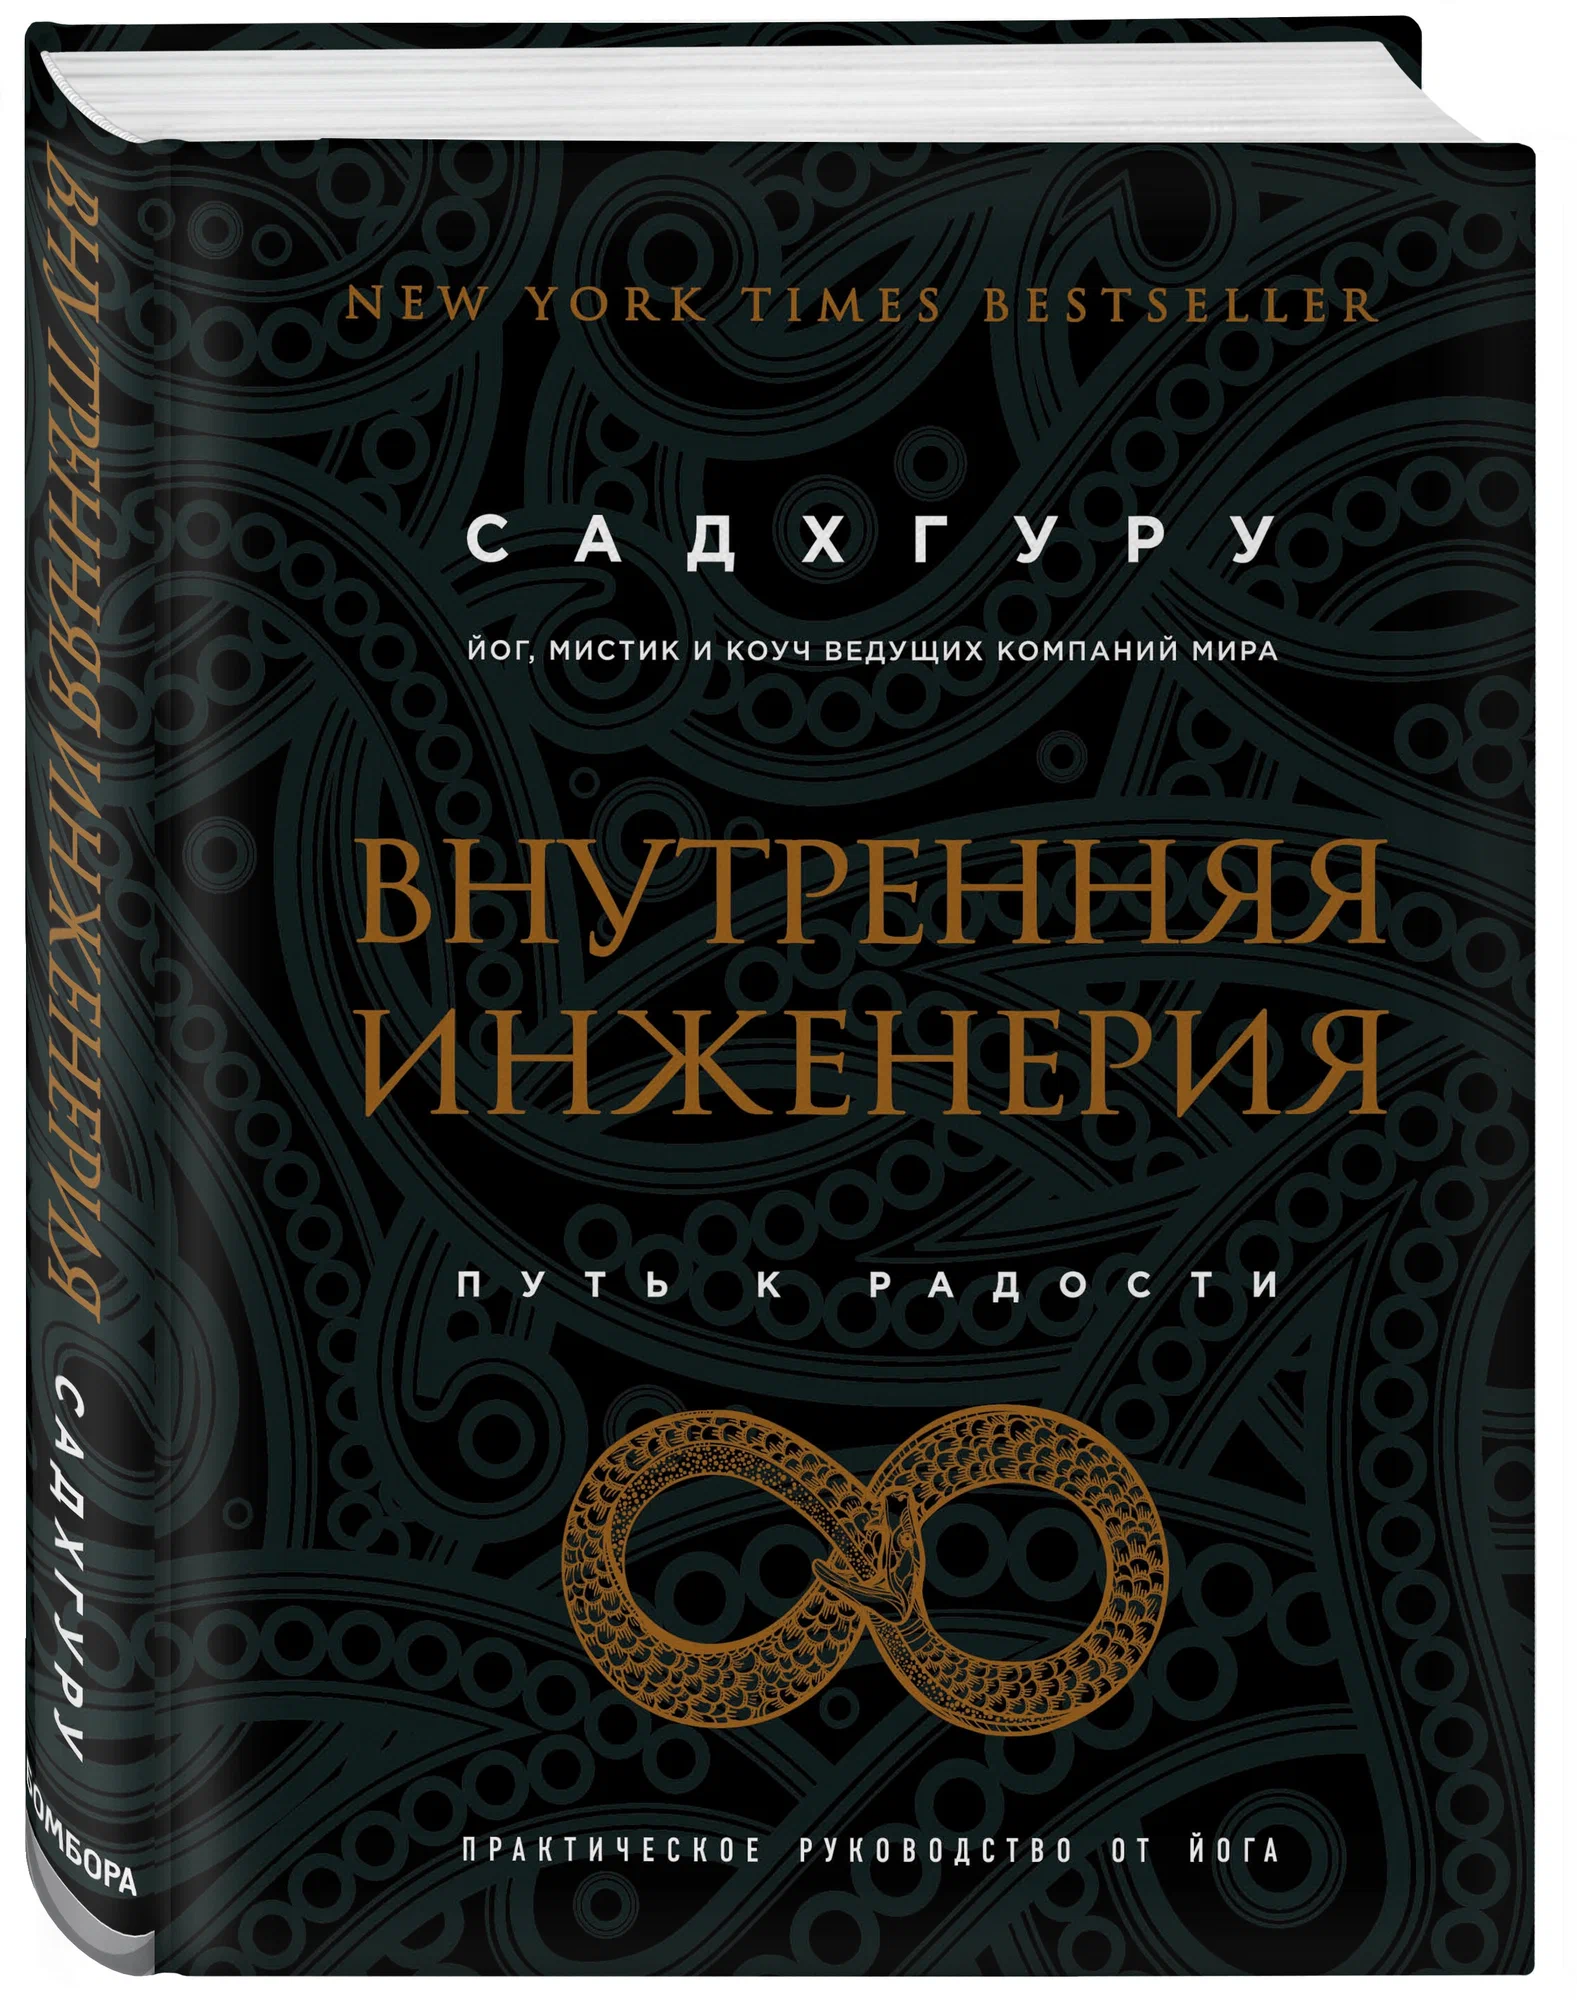 NEW YORK TIMES BESTSELLER
САДХГУРУ
ЙОГ, МИСТИК И КОУЧ ВЕДУЩИХ КОМПАНИЙ МИРА
ВНУТРЕННЯЯ
ИНЖЕНЕРИЯ
ПУТЬ К РАДОСТИ
ПРАКТИЧЕСКОЕ РУКОВОДСТВО ОТ ЙОГА
ВНУТРЕННЯЯ ИНЖЕНЕРИЯ САДХГУРУ
БОМБОРА